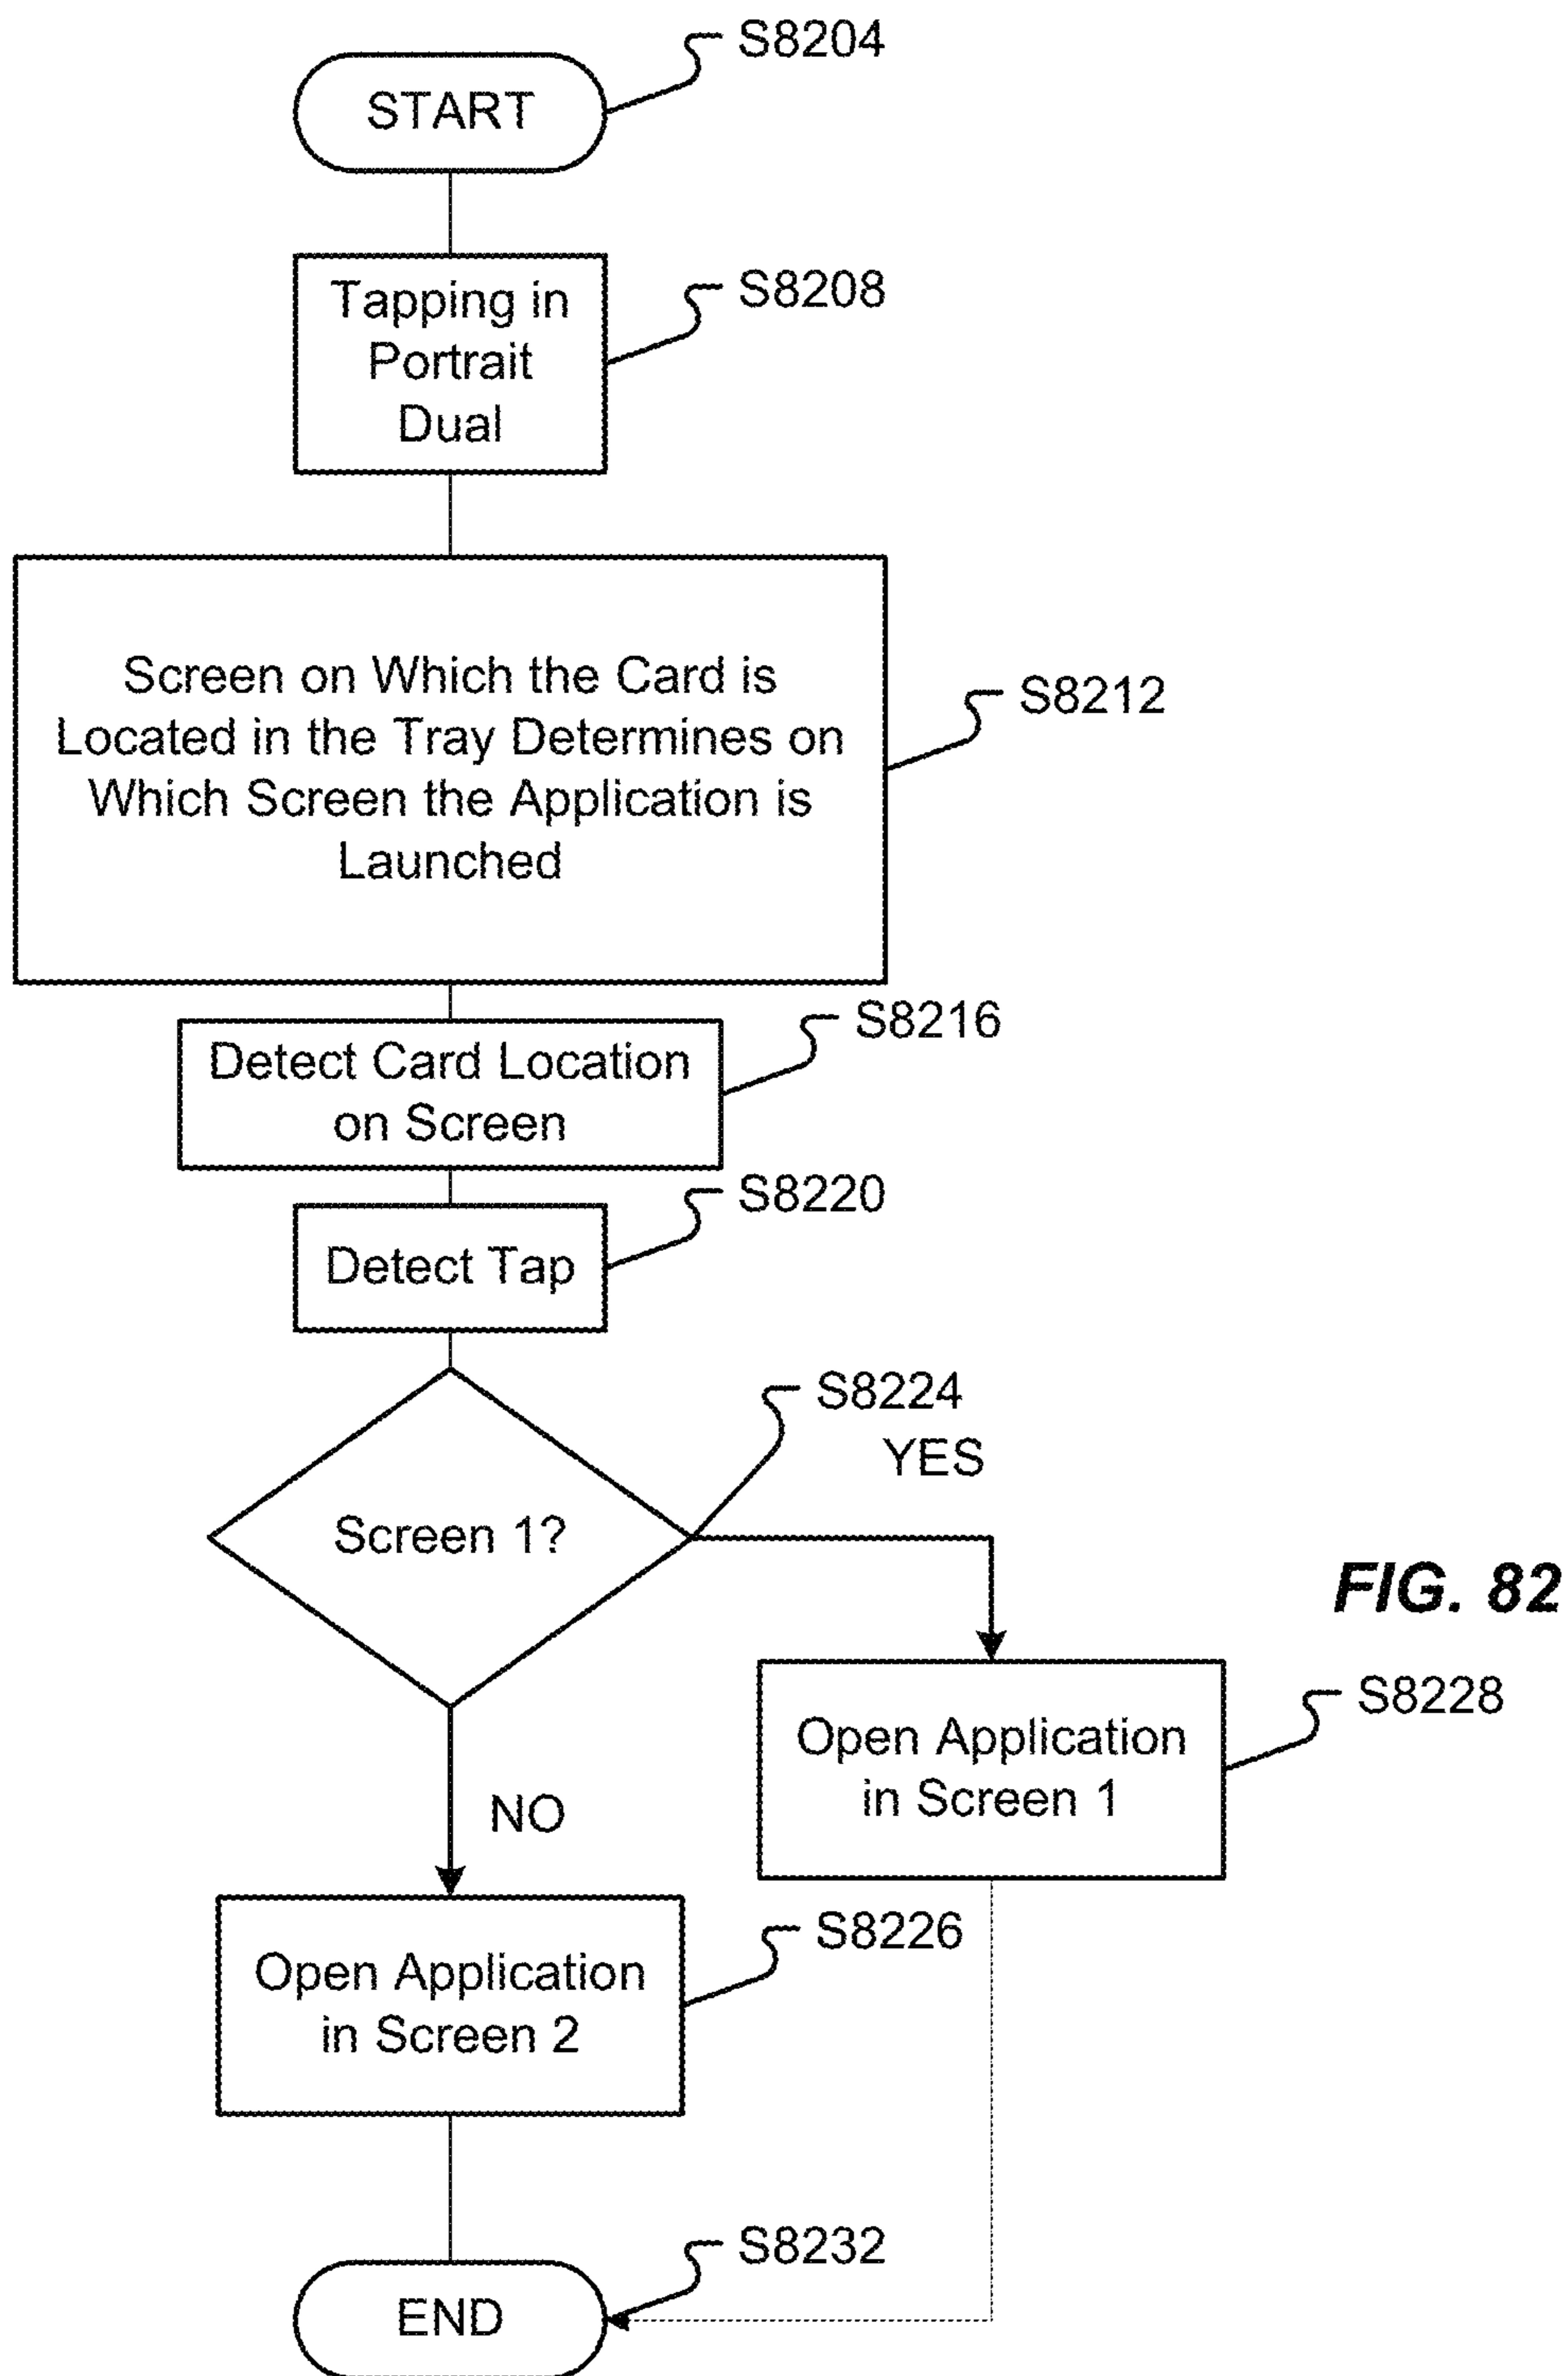 S8204
START
S8208
Tapping in
Portrait
Dual
S8212
Screen on Which the Card is
Located in the Tray Determines on
Which Screen the Application is
Launched
S8216
Detect Card Location
on Screen
S8220
Detect Tap
S8224
YES
Screen 1?
FIG. 82
S8228
Open Application
in Screen 1
NO
S8226
Open Application
in Screen 2
S8232
END